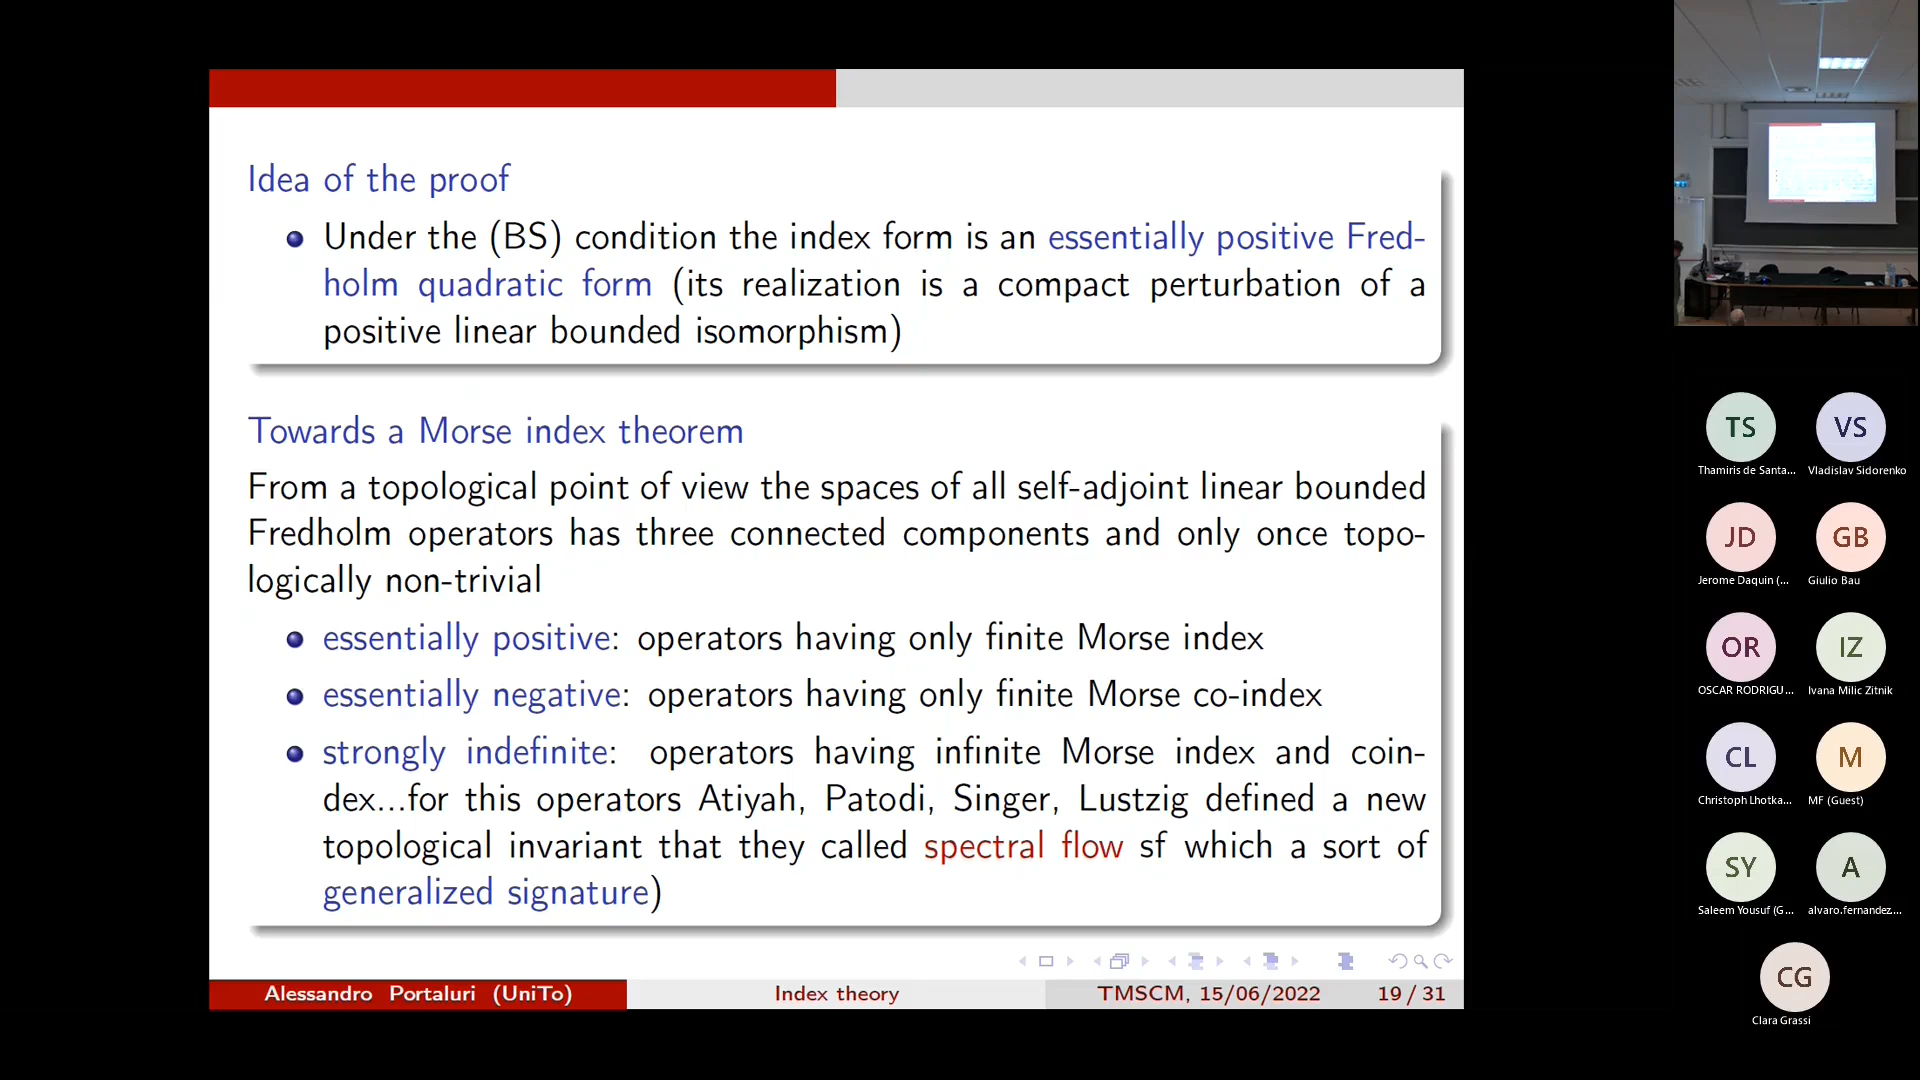 Idea of the proof
Under the (BS) condition the index form is an essentially positive Fred-
holm quadratic form (its realization is a compact perturbation of a
positive linear bounded isomorphism)
Towards a Morse index theorem
From a topological point of view the spaces of all self-adjoint linear bounded
Fredholm operators has three connected components and only once topo-
logically non-trivial
essentially positive: operators having only finite Morse index
essentially negative: operators having only finite Morse co-index
strongly indefinite: operators having infinite Morse index and coin-
dex...for this operators Atiyah, Patodi, Singer, Lustzig defined a new
topological invariant that they called spectral flow sf which a sort of
generalized signature)
Alessandro Portaluri (UniTo) Index theory TMSCM, 15/06/2022 19 / 31
TS VS
Thamiris de Santa... Vladislav Sidorenko
JD GB
Jerome Daquin (... Giulio Bau
OR IZ
OSCAR RODRIGU... Ivana Milic Zitnik
CL M
Christoph Lhotka... MF (Guest)
SY A
Saleem Yousuf (G... alvaro.fernandez....
CG
Clara Grassi